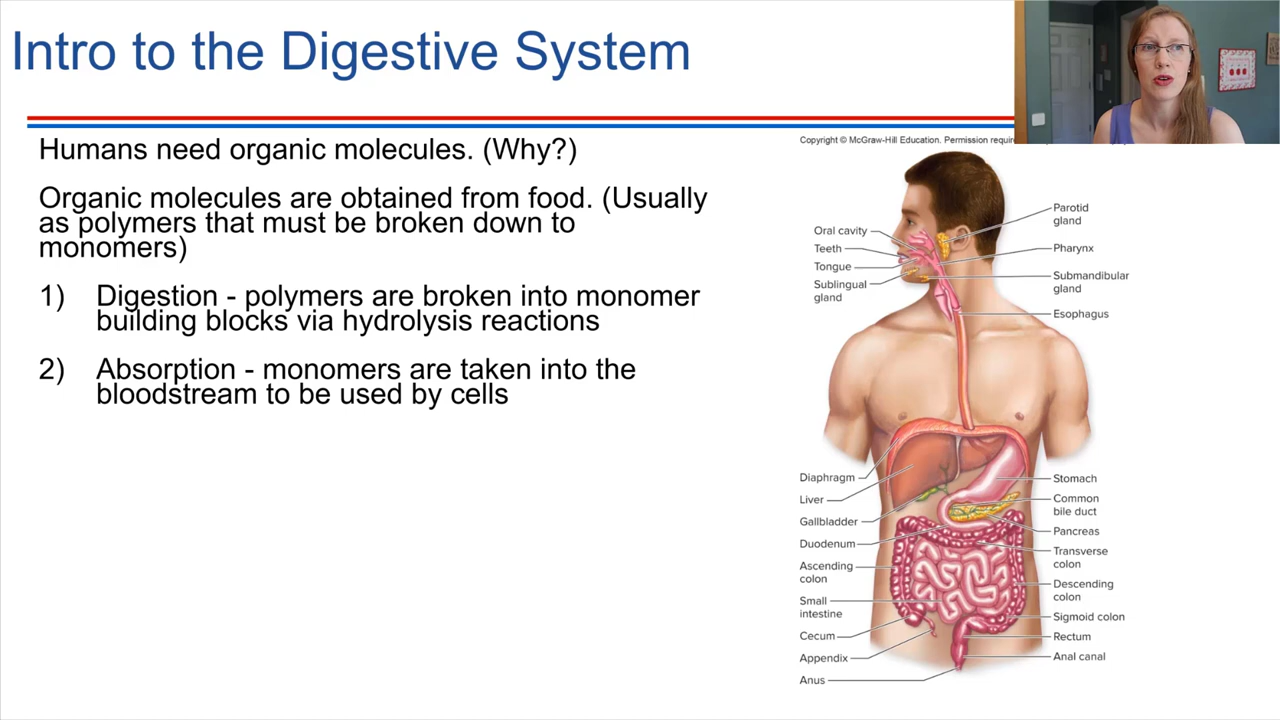 Intro to the Digestive System
Humans need organic molecules. (Why?)
Organic molecules are obtained from food. (Usually
as polymers that must be broken down to
monomers)
1) Digestion - polymers are broken into monomer
building blocks via hydrolysis reactions
2) Absorption - monomers are taken into the
bloodstream to be used by cells
Copyright © McGraw-Hill Education. Permission
Oral cavity
Teeth
Tongue
Sublingual
gland
Parotid
gland
Pharynx
Submandibular
gland
Esophagus
Diaphragm
Liver
Gallbladder
Duodenum
Ascending
colon
Small
intestine
Cecum
Appendix
Anus
Stomach
Common
bile duct
Pancreas
Transverse
colon
Descending
colon
Sigmoid colon
Rectum
Anal canal